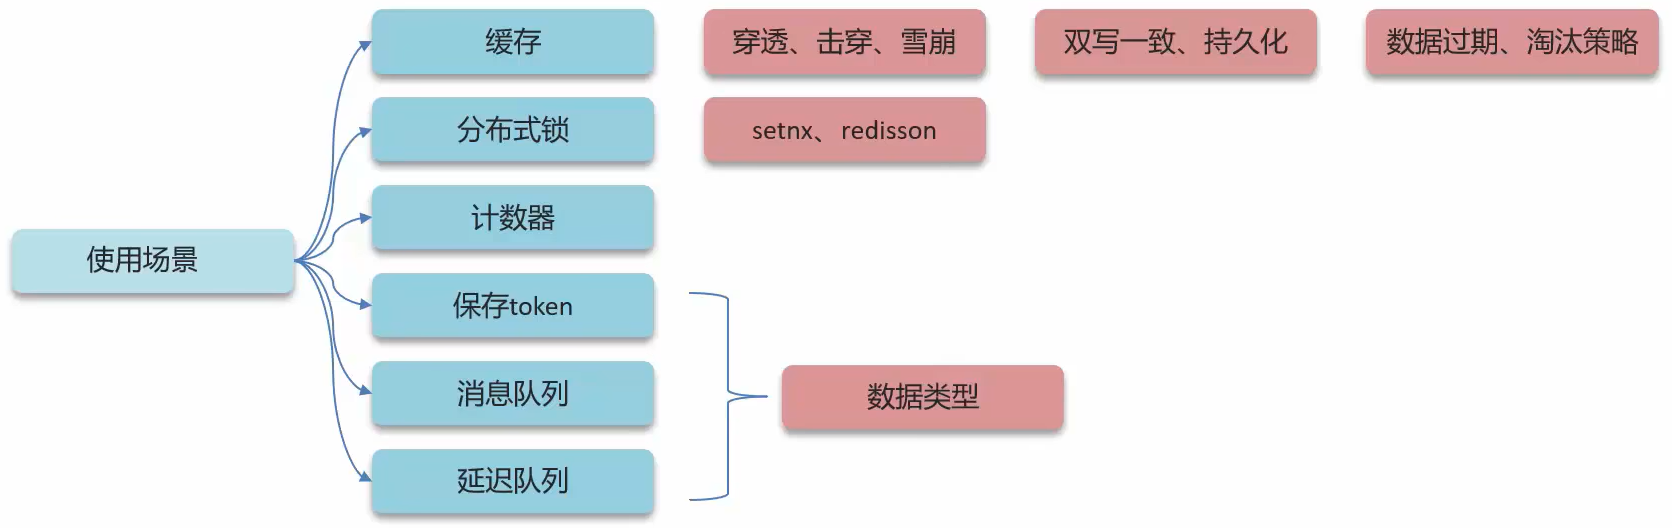 缓存
穿透、击穿、雪崩
双写一致、持久化
数据过期、淘汰策略
分布式锁
setnx、redisson
计数器
使用场景
保存token
消息队列
数据类型
延迟队列